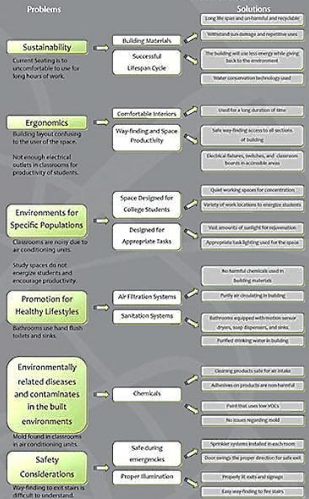 Problems
Solutions
Sustainability
Current Seating is to
uncomfortable to use for
long hours of work.
Building Materials
Successful
Lifespan Cycle
Long life span and un-harmful and recyclable
Withstand sun damage and repetitive uses
The building will use less energy while giving
back to the environment
Water conservation technology used
Ergonomics
Building layout confusing
to the user of the space.
Not enough electrical
outlets in classrooms for
productivity of students.
Comfortable Interiors
Way-finding and Space
Productivity
Used for a long duration of time
Safe way-finding access to all sections
of building
Electrical fixtures, switches, and classroom
boards in accessible areas
Environments for
Specific Populations
Classrooms are noisy due to
air conditioning units.
Study spaces do not
energize students and
encourage productivity.
Space Designed for
College Students
Designed for
Appropriate Tasks
Quiet working spaces for concentration
Variety of work locations to energize students
Vast amounts of sunlight for rejuvenation
Appropriate back lighting used for the space
Promotion for
Healthy Lifestyles
Bathrooms use hand flush
toilets and sinks.
Air Filtration Systems
Sanitation Systems
No harmful chemicals used in
building materials
Purify air circulating in building
Bathrooms equipped with motion sensor
dryers, soap dispensers, and sinks
Purified drinking water in building
Environmentally
related diseases
and contaminates
in the built
environments
Mold found in classrooms
in air conditioning units.
Chemicals
Cleaning products safe for air intake
Adhesives on products are non-harmful
Paint that uses low VOCs
No issues regarding mold
Safety
Considerations
Way-finding to exit stairs is
difficult to understand.
Safe during
emergencies
Proper illumination
Sprinkler systems included in each room
Door swings the proper direction for safe exit
Properly lit exits and signage
Easy way-finding to fire stairs